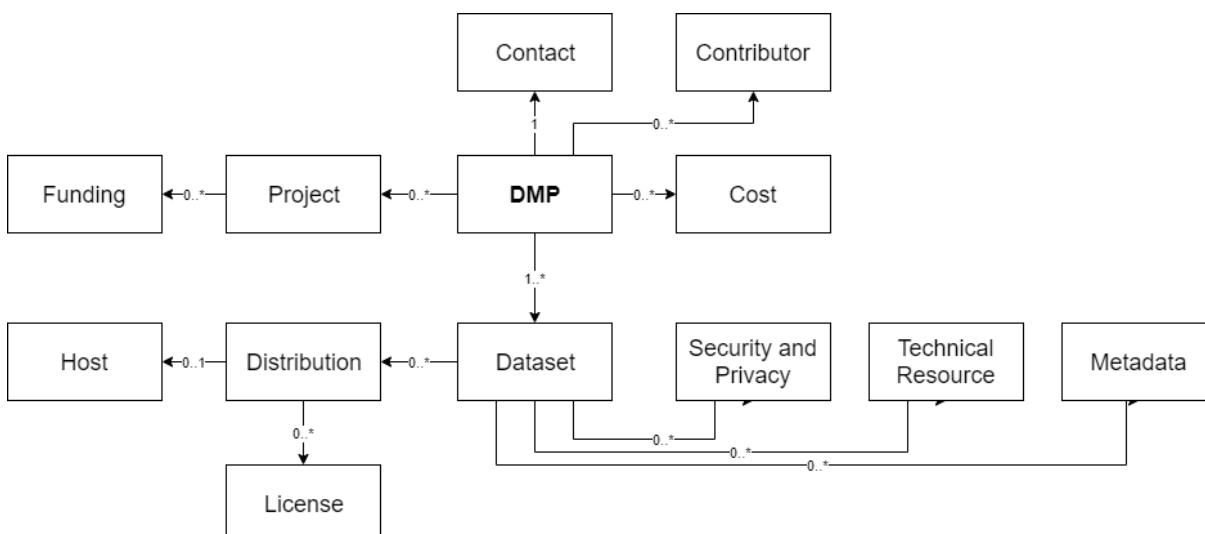 Contact
Contributor
1
0..*
Funding
0..*
Project
0..*
DMP
0..*
Cost
1..*
Host
0..1
Distribution
0..*
Dataset
Security and
Privacy
Technical
Resource
Metadata
0..*
0..*
0..*
0..*
License